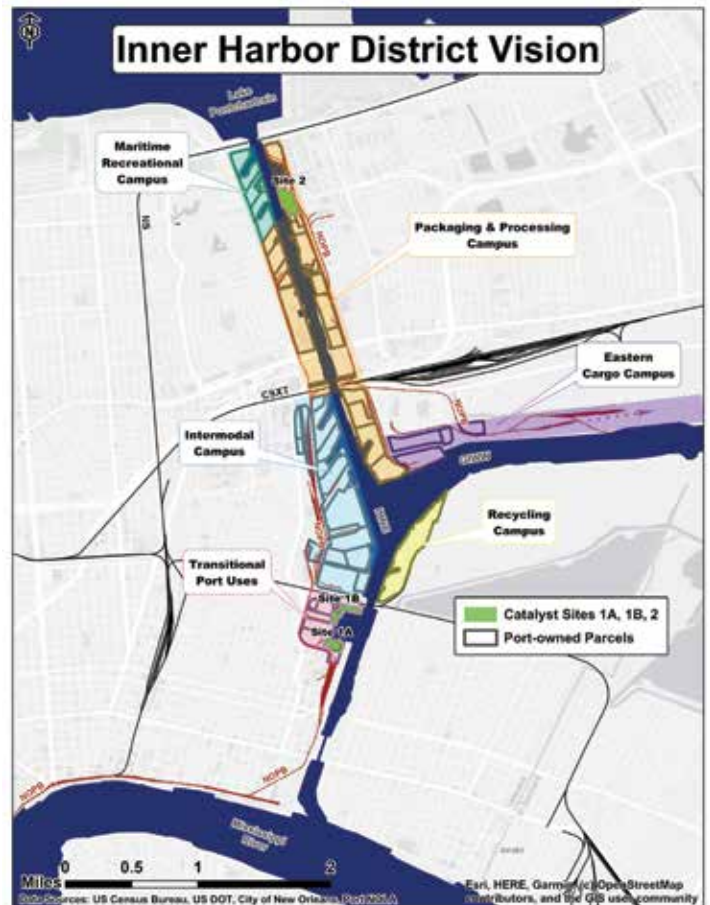 N
Inner Harbor District Vision
Lake
Pontchartrain
Maritime
Recreational
Campus
Site 2
NS
NOPB
Packaging & Processing
Campus
Eastern
Cargo Campus
CSXT
NOPB
Intermodal
Campus
GIWW
IHNC
Recycling
Campus
NOPB
Transitional
Port Uses
Site 1B
Site 1A
Catalyst Sites 1A, 1B, 2
Port-owned Parcels
NOPB
NOPB
Mississippi
River
Miles
0 0.5 1 2
Data Sources: US Census Bureau, US DOT, City of New Orleans, Port NOLA
Esri, HERE, Garmin, (c) OpenStreetMap
contributors, and the GIS user community